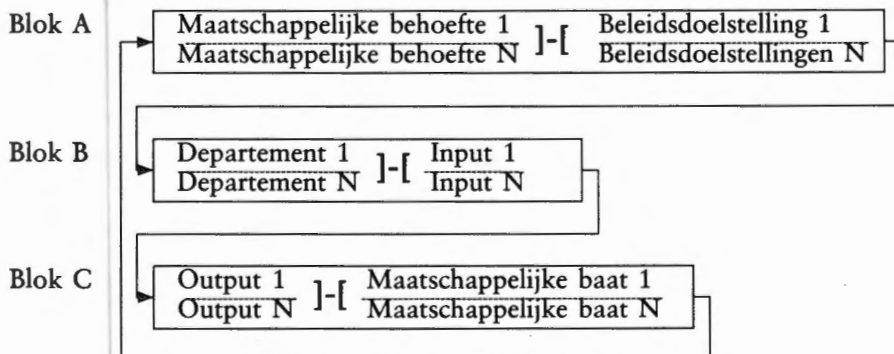 Blok A Maatschappelijke behoefte 1 ]-[ Beleidsdoelstelling 1
Maatschappelijke behoefte N Beleidsdoelstellingen N
Blok B Departement 1 ]-[ Input 1
Departement N Input N
Blok C Output 1 ]-[ Maatschappelijke baat 1
Output N Maatschappelijke baat N